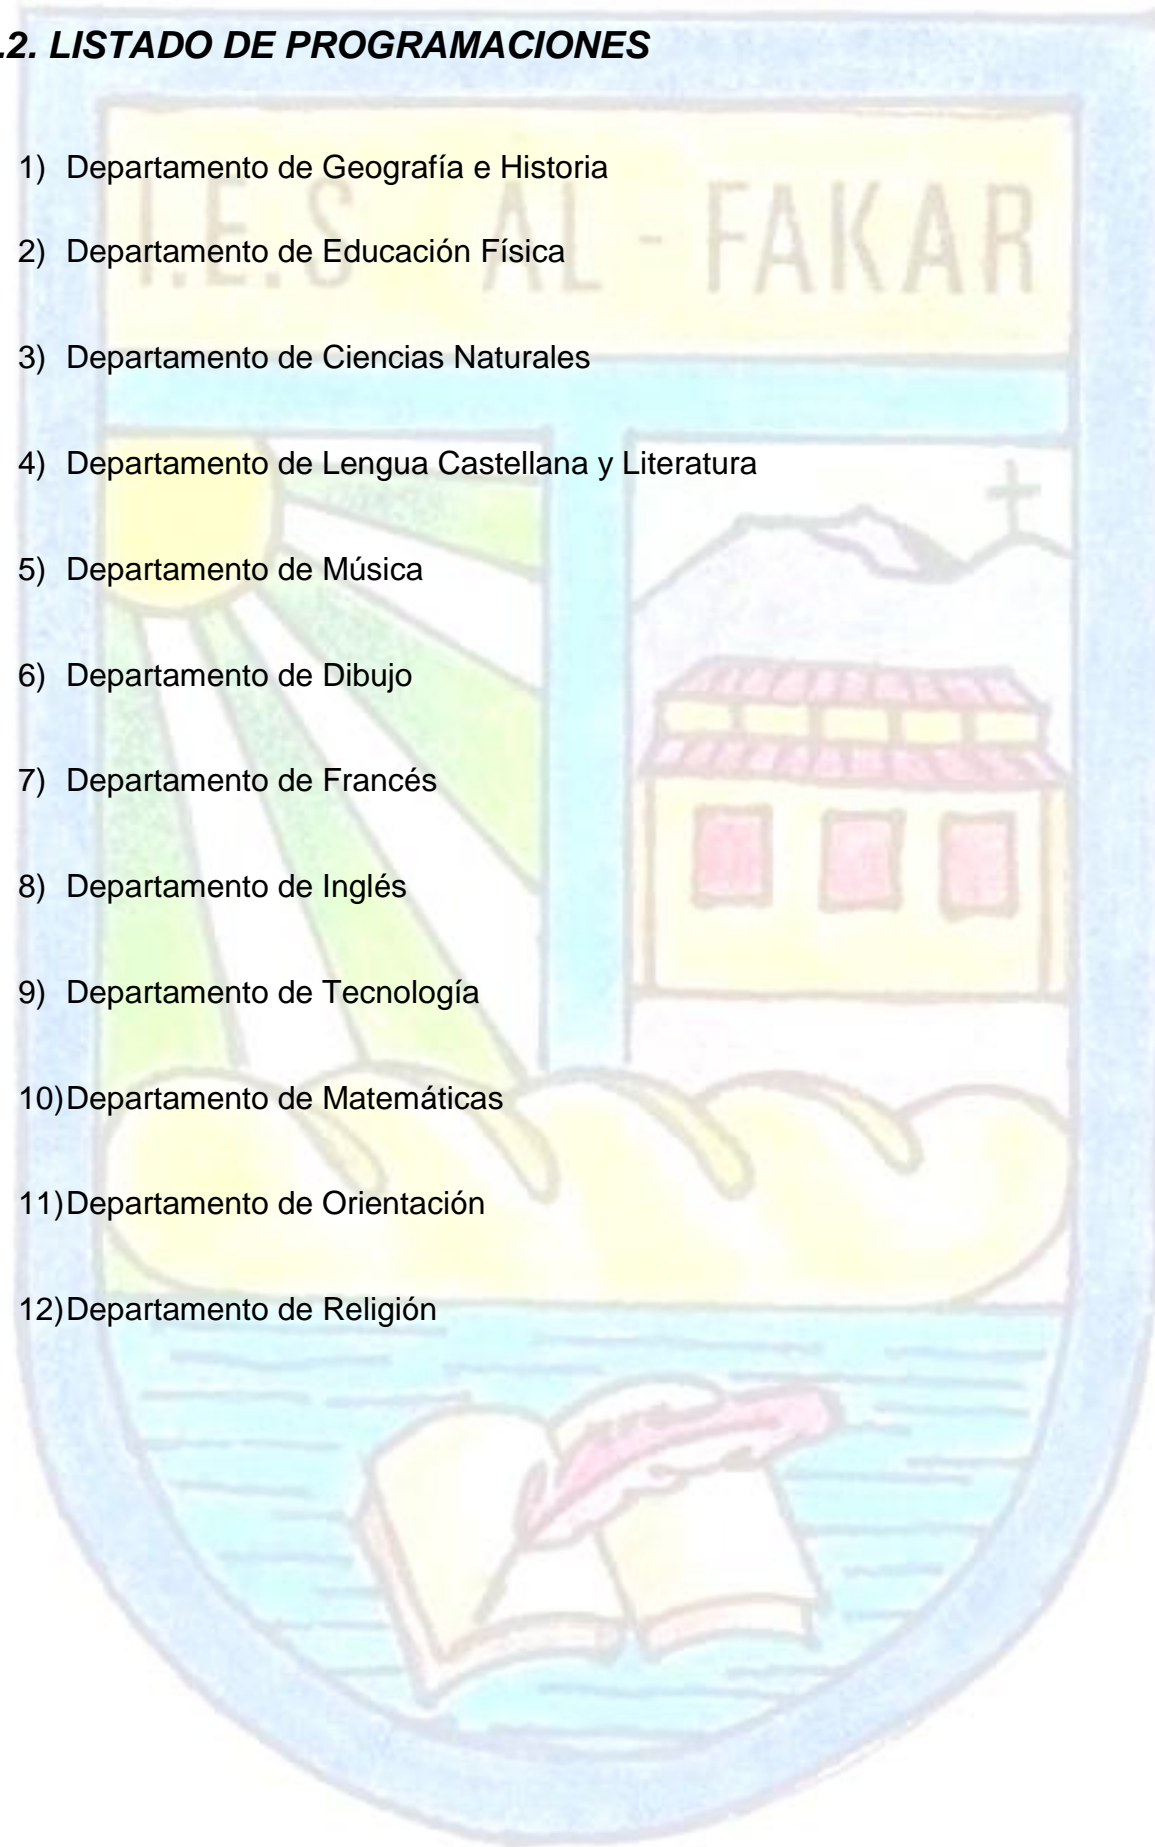 .2. LISTADO DE PROGRAMACIONES
1) Departamento de Geografía e Historia
I.E.S AL - FAKAR
2) Departamento de Educación Física
3) Departamento de Ciencias Naturales
4) Departamento de Lengua Castellana y Literatura
5) Departamento de Música
6) Departamento de Dibujo
7) Departamento de Francés
8) Departamento de Inglés
9) Departamento de Tecnología
10)Departamento de Matemáticas
11)Departamento de Orientación
12)Departamento de Religión